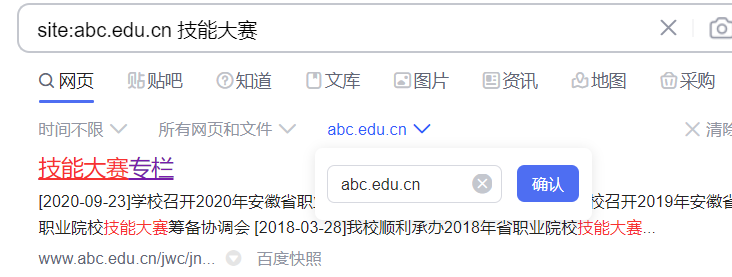 site:abc.edu.cn 技能大赛
网页 贴吧 知道 文库 图片 资讯 地图 采购
时间不限 所有网页和文件 abc.edu.cn 清除
技能大赛专栏
abc.edu.cn 确认
[2020-09-23]学校召开2020年安徽省职 校召开2019年安
职业院校技能大赛筹备协调会 [2018-03-28]我校顺利承办2018年省职业院校技能大赛...
www.abc.edu.cn/jwc/jn... 百度快照